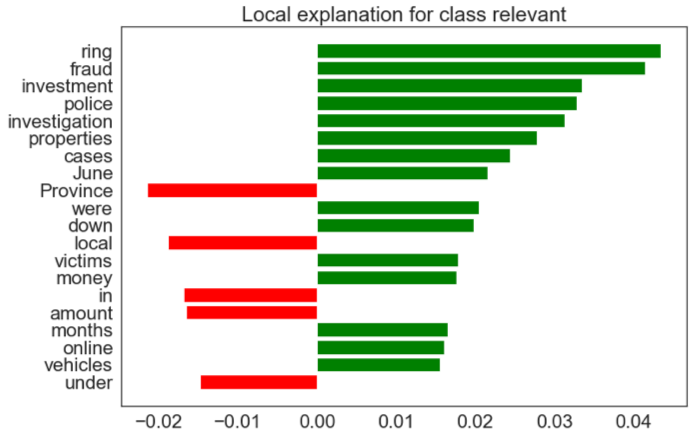 Local explanation for class relevant
ring
fraud
investment
police
investigation
properties
cases
June
Province
were
down
local
victims
money
in
amount
months
online
vehicles
under
−0.02 −0.01 0.00 0.01 0.02 0.03 0.04